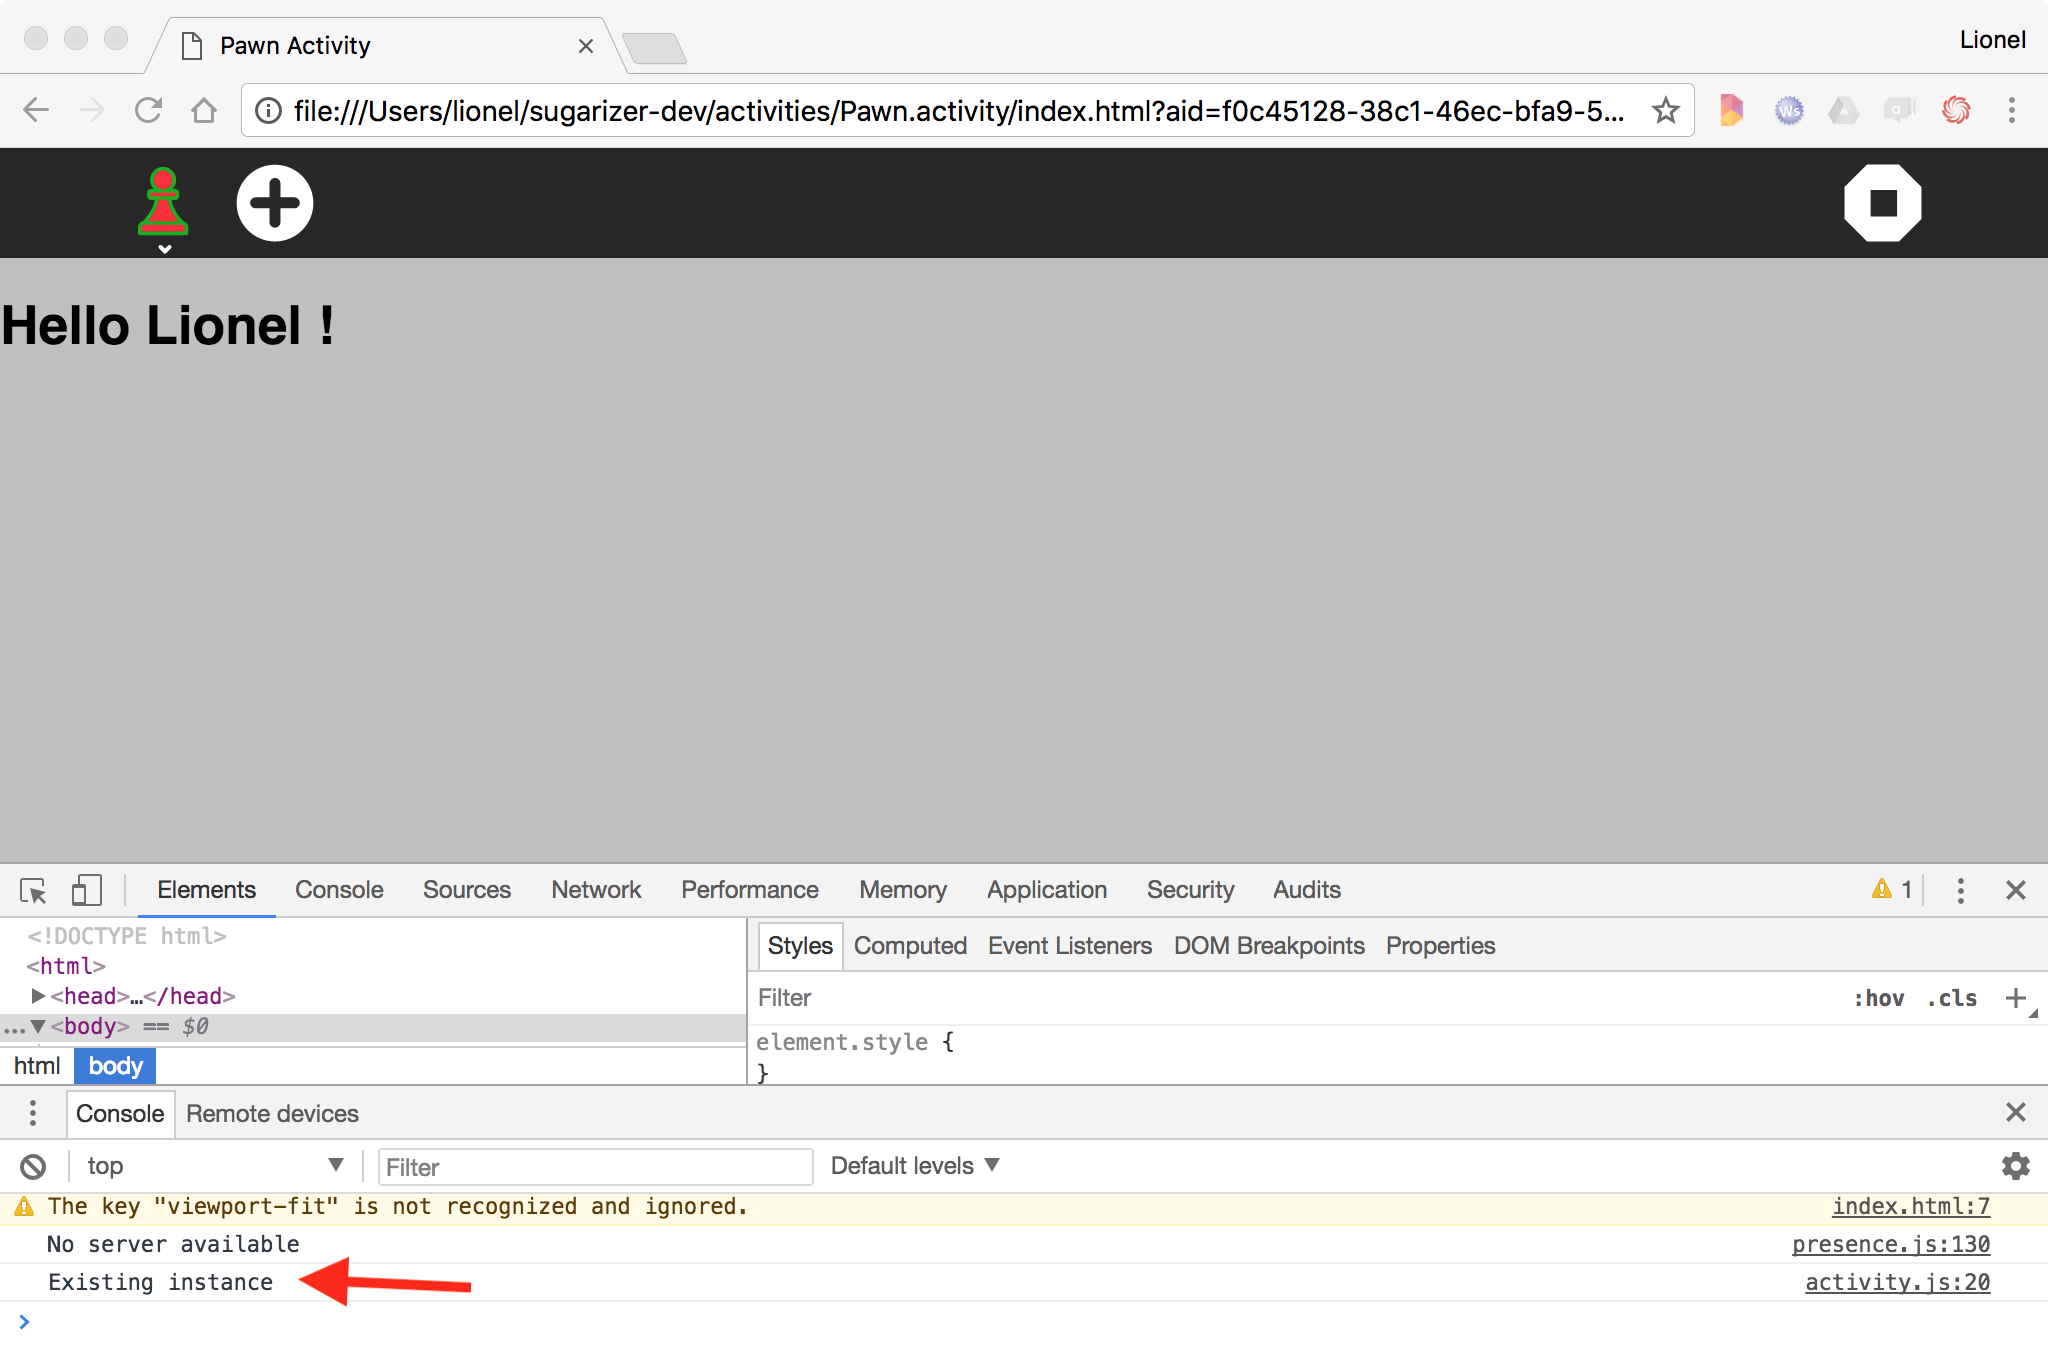 Pawn Activity
Lionel
file:///Users/lionel/sugarizer-dev/activities/Pawn.activity/index.html?aid=f0c45128-38c1-46ec-bfa9-5...
Ws
a
Hello Lionel !
Elements Console Sources Network Performance Memory Application Security Audits 1
<!DOCTYPE html>
<html>
<head>…</head>
...<body> == $0
html body
Styles Computed Event Listeners DOM Breakpoints Properties
Filter :hov .cls +
element.style {
}
Console Remote devices
top Filter Default levels
The key "viewport-fit" is not recognized and ignored. index.html:7
No server available presence.js:130
Existing instance activity.js:20